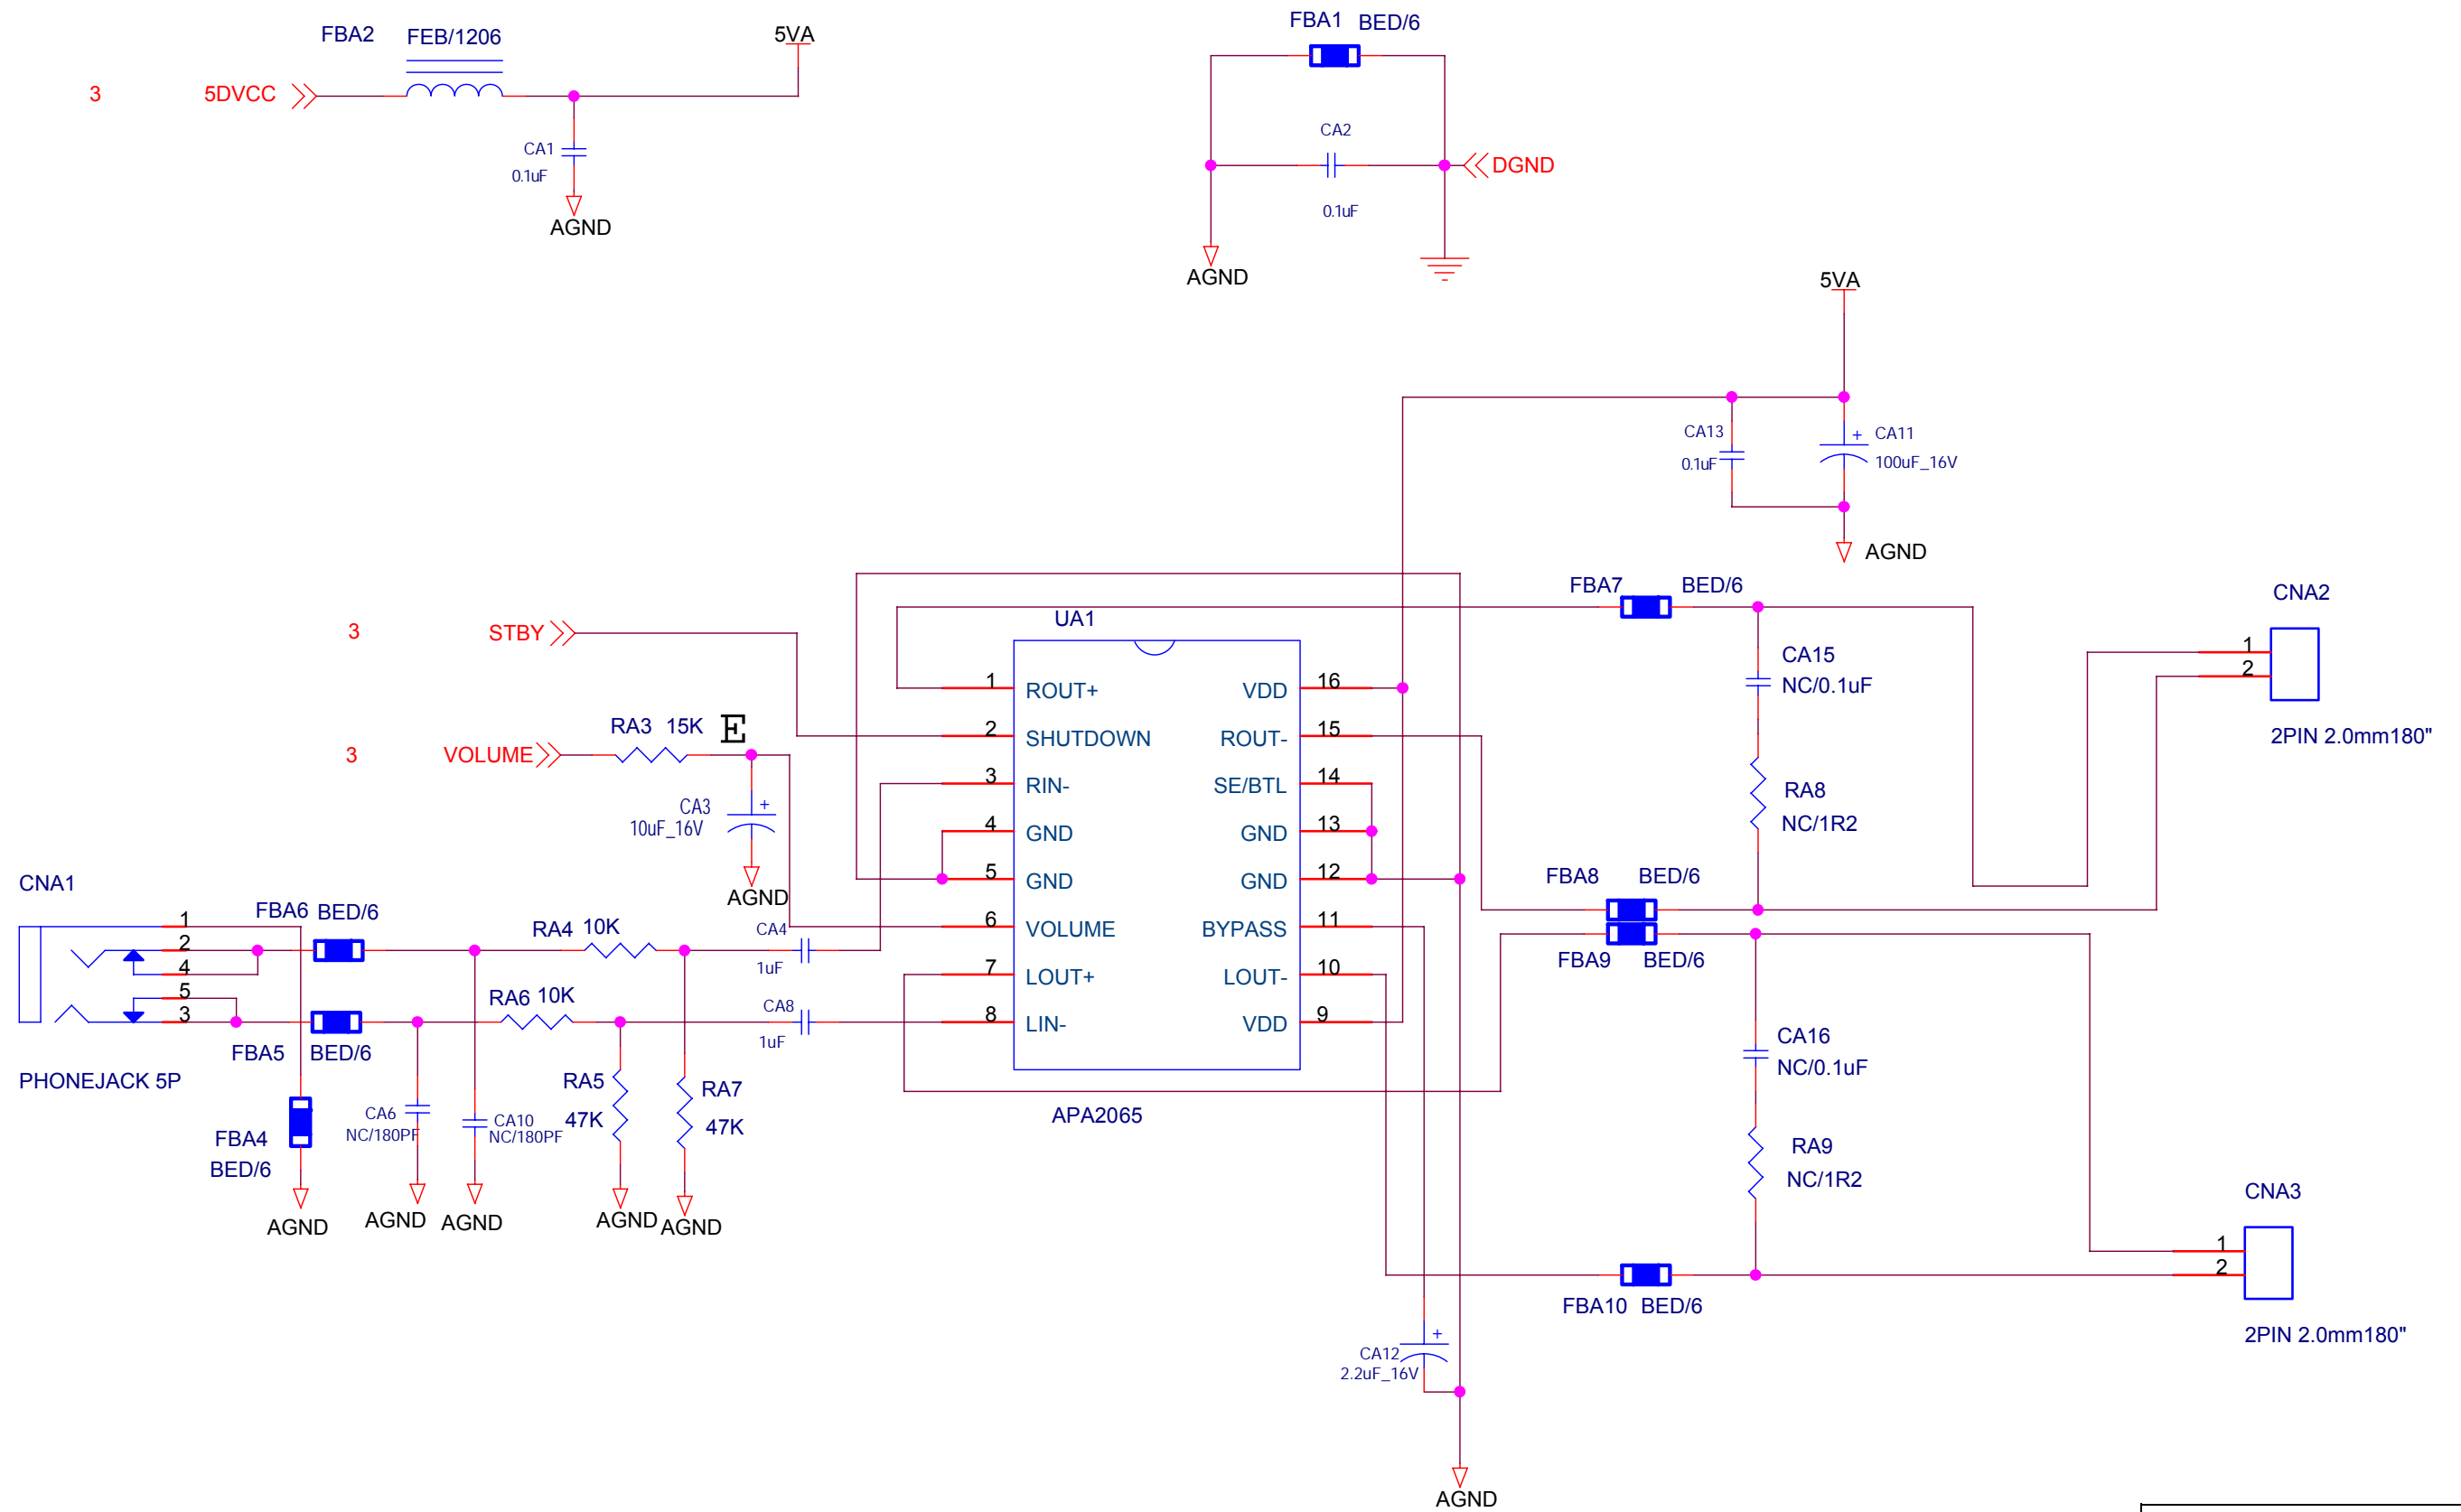 FBA2 FEB/1206
5VA
3 5DVCC
CA1
0.1uF
AGND
FBA1 BED/6
CA2
DGND
0.1uF
AGND
5VA
CA13
0.1uF
+ CA11
100uF_16V
AGND
FBA7 BED/6
CNA2
1
2
2PIN 2.0mm180"
CA15
NC/0.1uF
RA8
NC/1R2
3 STBY
3 VOLUME
RA3 15K E
CA3 +
10uF_16V
AGND
UA1
1 ROUT+ VDD 16
2 SHUTDOWN ROUT- 15
3 RIN- SE/BTL 14
4 GND GND 13
5 GND GND 12
6 VOLUME BYPASS 11
7 LOUT+ LOUT- 10
8 LIN- VDD 9
APA2065
CNA1
1
2
4
5
3
PHONEJACK 5P
FBA6 BED/6
FBA5 BED/6
RA4 10K
RA6 10K
CA4
1uF
CA8
1uF
FBA4
BED/6
AGND
CA6
NC/180PF
AGND
CA10
NC/180PF
AGND
RA5
47K
AGND
RA7
47K
AGND
FBA8 BED/6
FBA9 BED/6
CA16
NC/0.1uF
RA9
NC/1R2
FBA10 BED/6
CNA3
1
2
2PIN 2.0mm180"
CA12 +
2.2uF_16V
AGND